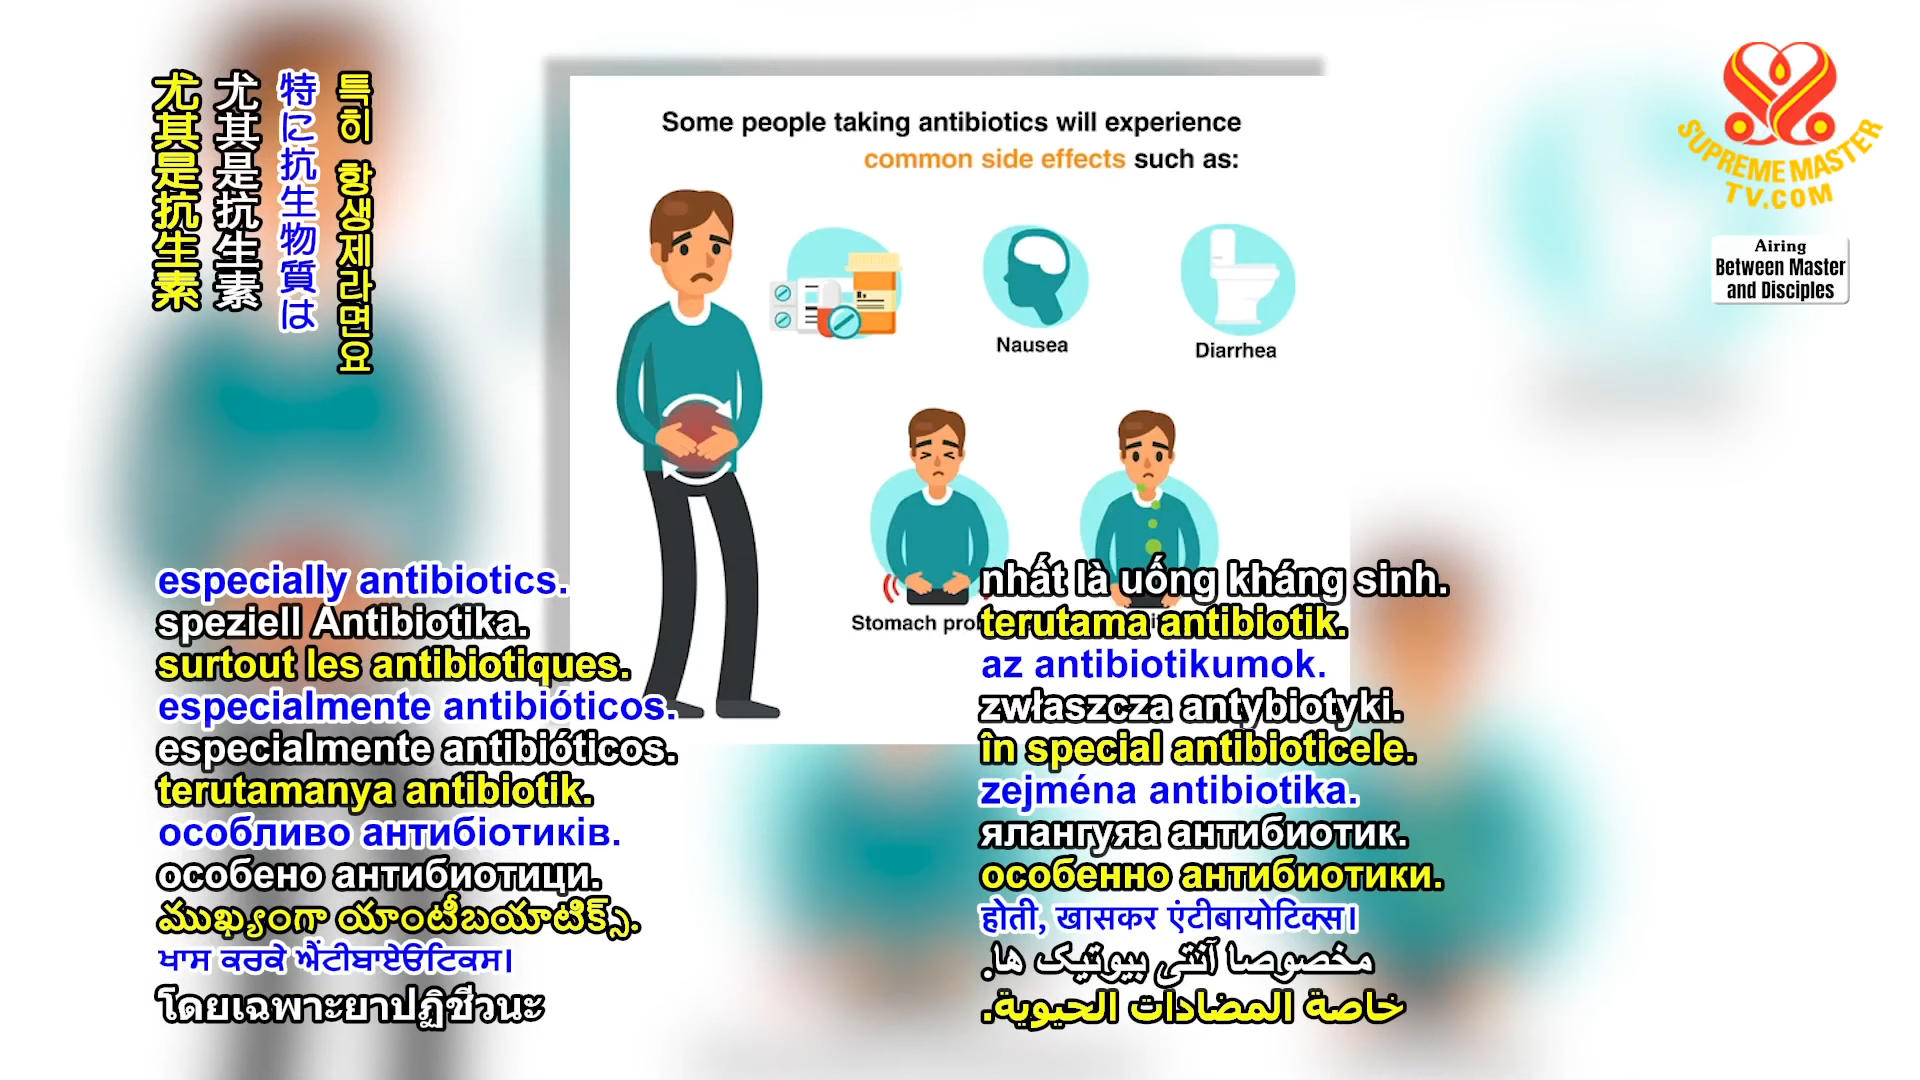 尤其是抗生素
尤其是抗生素
特に抗生物質は
특히 항생제라면요
Some people taking antibiotics will experience
common side effects such as:
Nausea
Diarrhea
Stomach
SUPREME MASTER
TV.COM
Airing
Between Master
and Disciples
especially antibiotics.
speziell Antibiotika.
surtout les antibiotiques.
especialmente antibióticos.
especialmente antibióticos.
terutamanya antibiotik.
особливо антибіотиків.
особено антибиотици.
ముఖ్యంగా యాంటీబయాటిక్స్.
ਖਾਸ ਕਰਕੇ ਐਂਟੀਬਾਏਓਟਿਕਸ।
โดยเฉพาะยาปฏิชีวนะ
nhất là uống kháng sinh.
terutama antibiotik.
az antibiotikumok.
zwłaszcza antybiotyki.
în special antibioticele.
zejména antibiotika.
ялангуяа антибиотик.
особенно антибиотики.
होती, खासकर एंटीबायोटिक्स।
مخصوصا آنتی بیوتیک ها.
خاصة المضادات الحيوية.